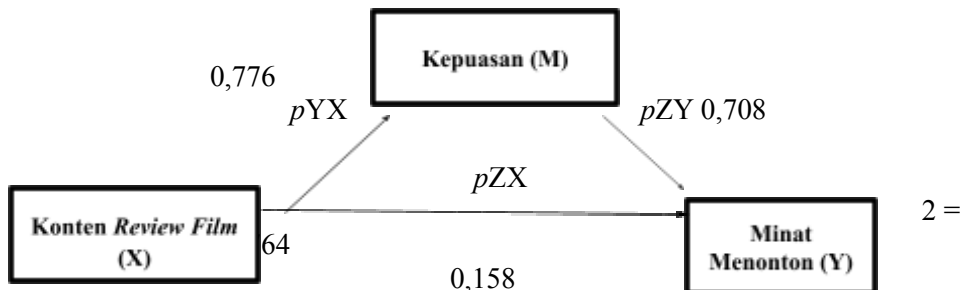 Kepuasan (M)
0,776
pYX
pZY 0,708
pZX
Konten Review Film
(X)
64
Minat
Menonton (Y)
2 =
0,158